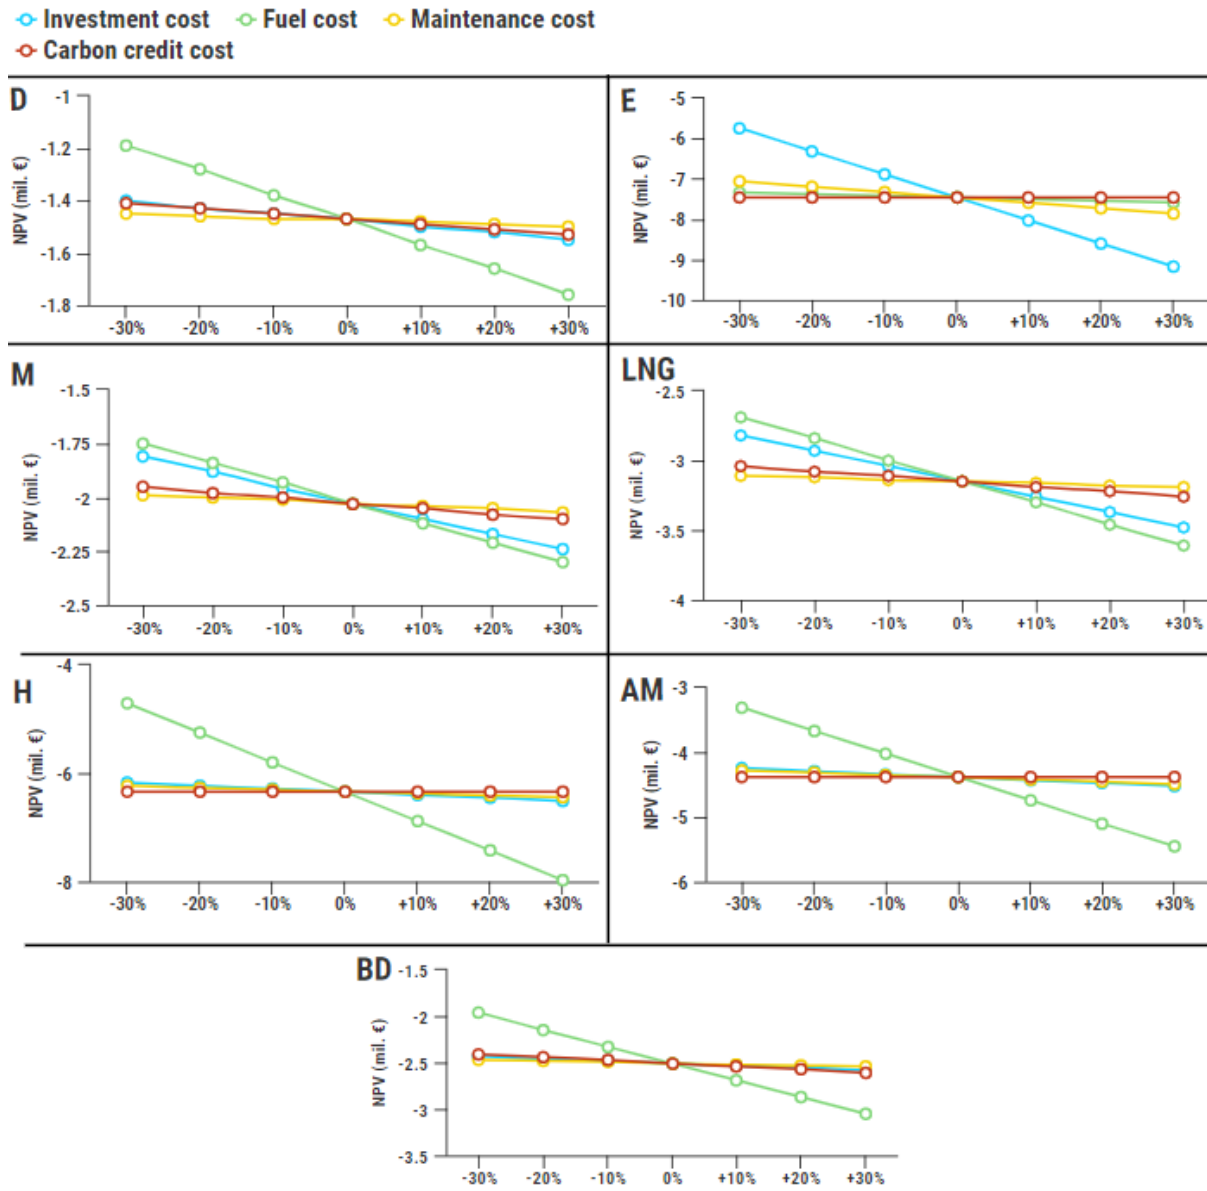 Investment cost Fuel cost Maintenance cost
Carbon credit cost
D
NPV (mil. €)
-1
-1.2
-1.4
-1.6
-1.8
-30% -20% -10% 0% +10% +20% +30%
E
NPV (mil. €)
-5
-6
-7
-8
-9
-10
-30% -20% -10% 0% +10% +20% +30%
M
NPV (mil. €)
-1.5
-1.75
-2
-2.25
-2.5
-30% -20% -10% 0% +10% +20% +30%
LNG
NPV (mil. €)
-2.5
-3
-3.5
-4
-30% -20% -10% 0% +10% +20% +30%
H
NPV (mil. €)
-4
-6
-8
-30% -20% -10% 0% +10% +20% +30%
AM
NPV (mil. €)
-3
-4
-5
-6
-30% -20% -10% 0% +10% +20% +30%
BD
NPV (mil. €)
-1.5
-2
-2.5
-3
-3.5
-30% -20% -10% 0% +10% +20% +30%